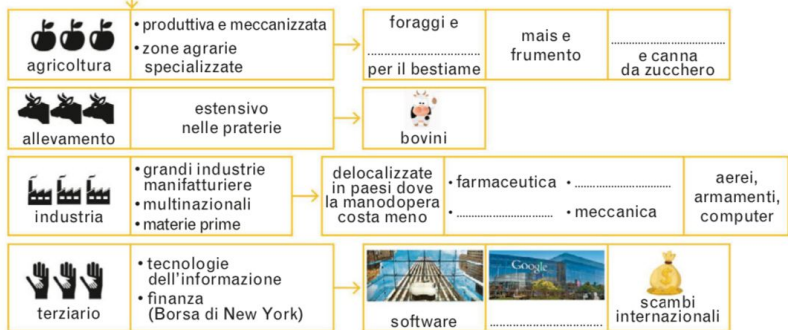 • produttiva e meccanizzata
• zone agrarie
specializzate
agricoltura
foraggi e
........................
per il bestiame
mais e
frumento
........................
e canna
da zucchero
allevamento
estensivo
nelle praterie
bovini
industria
• grandi industrie
manifatturiere
• multinazionali
• materie prime
delocalizzate
in paesi dove
la manodopera
costa meno
• farmaceutica • ........................
• ........................ • meccanica
aerei,
armamenti,
computer
terziario
• tecnologie
dell'informazione
• finanza
(Borsa di New York)
software
Google
........................
scambi
internazionali